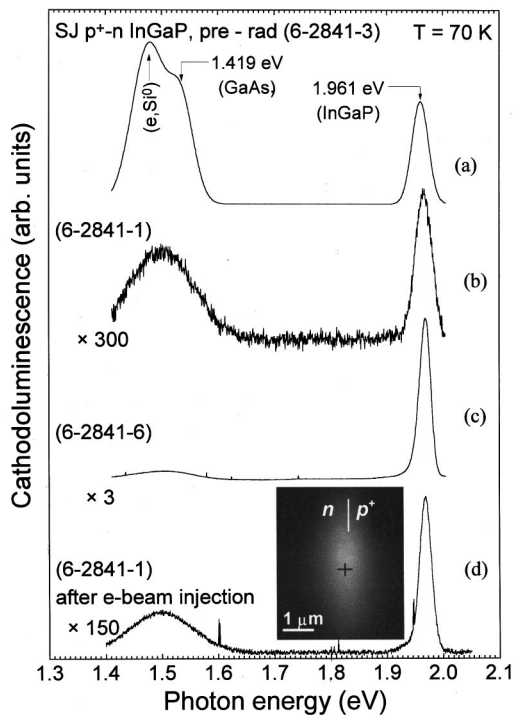 SJ p⁺-n InGaP, pre - rad (6-2841-3) T = 70 K
1.419 eV
(GaAs)
1.961 eV
(InGaP)
(e,Si⁰)
(a)
(6-2841-1)
(b)
× 300
(c)
(6-2841-6)
× 3
n | p⁺
(6-2841-1)
(d)
after e-beam injection
× 150
1 µm
1.3 1.4 1.5 1.6 1.7 1.8 1.9 2.0 2.1
Photon energy (eV)
Cathodoluminescence (arb. units)